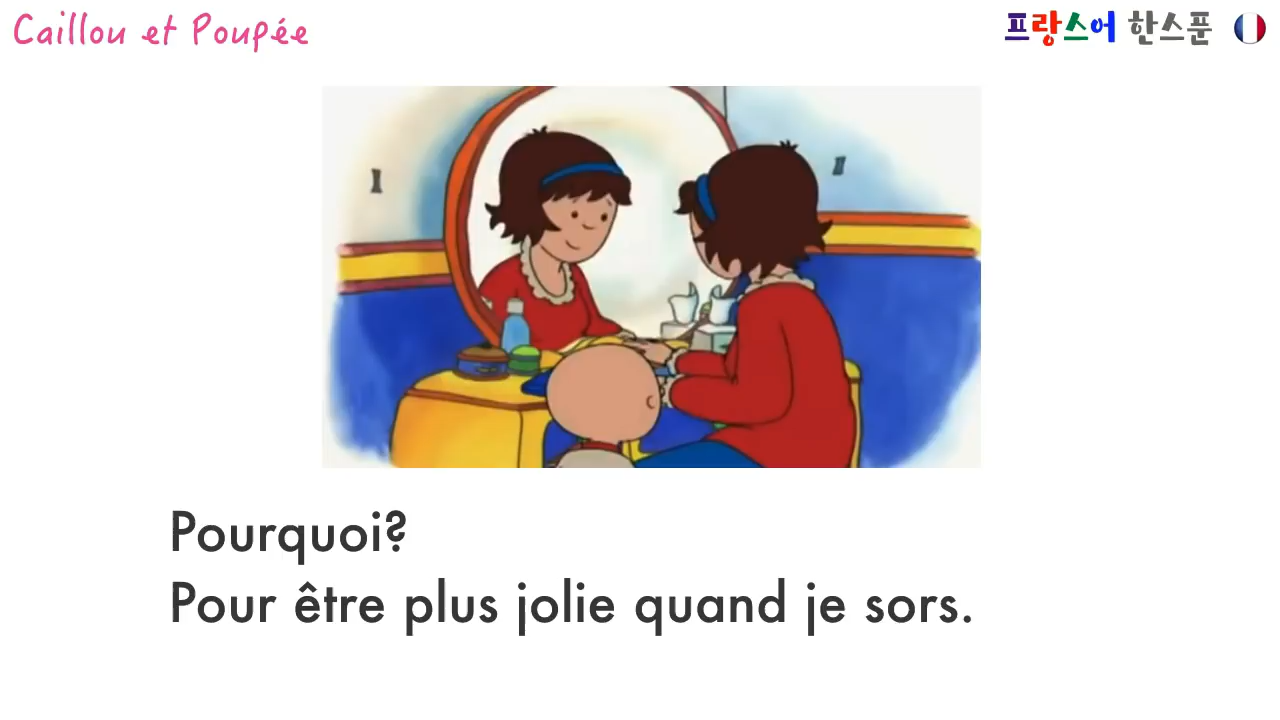 Caillou et Poupée
프랑스어 한스푼
Pourquoi?
Pour être plus jolie quand je sors.